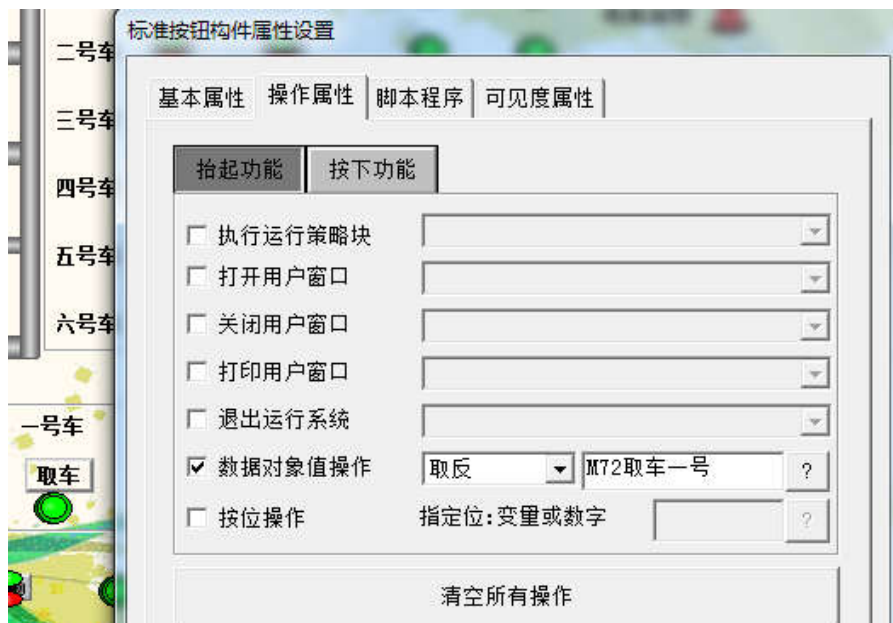 标准按钮构件属性设置
二号车
三号车
四号车
五号车
六号车
一号车
取车
基本属性 操作属性 脚本程序 可见度属性
抬起功能 按下功能
执行运行策略块
打开用户窗口
关闭用户窗口
打印用户窗口
退出运行系统
数据对象值操作 取反 M72取车一号 ?
按位操作 指定位:变量或数字 ?
清空所有操作